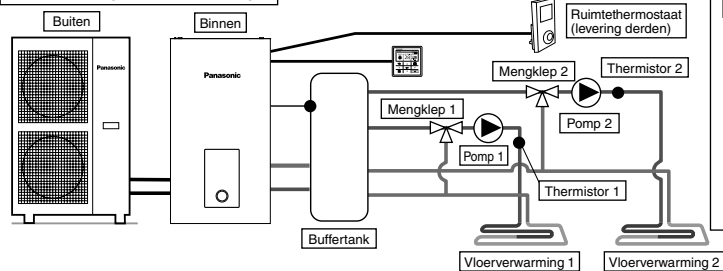 Buiten
Binnen
Ruimtethermostaat
(levering derden)
Panasonic
Panasonic
Mengklep 2
Thermistor 2
Mengklep 1
Pomp 2
Pomp 1
Thermistor 1
Buffertank
Vloerverwarming 1
Vloerverwarming 2